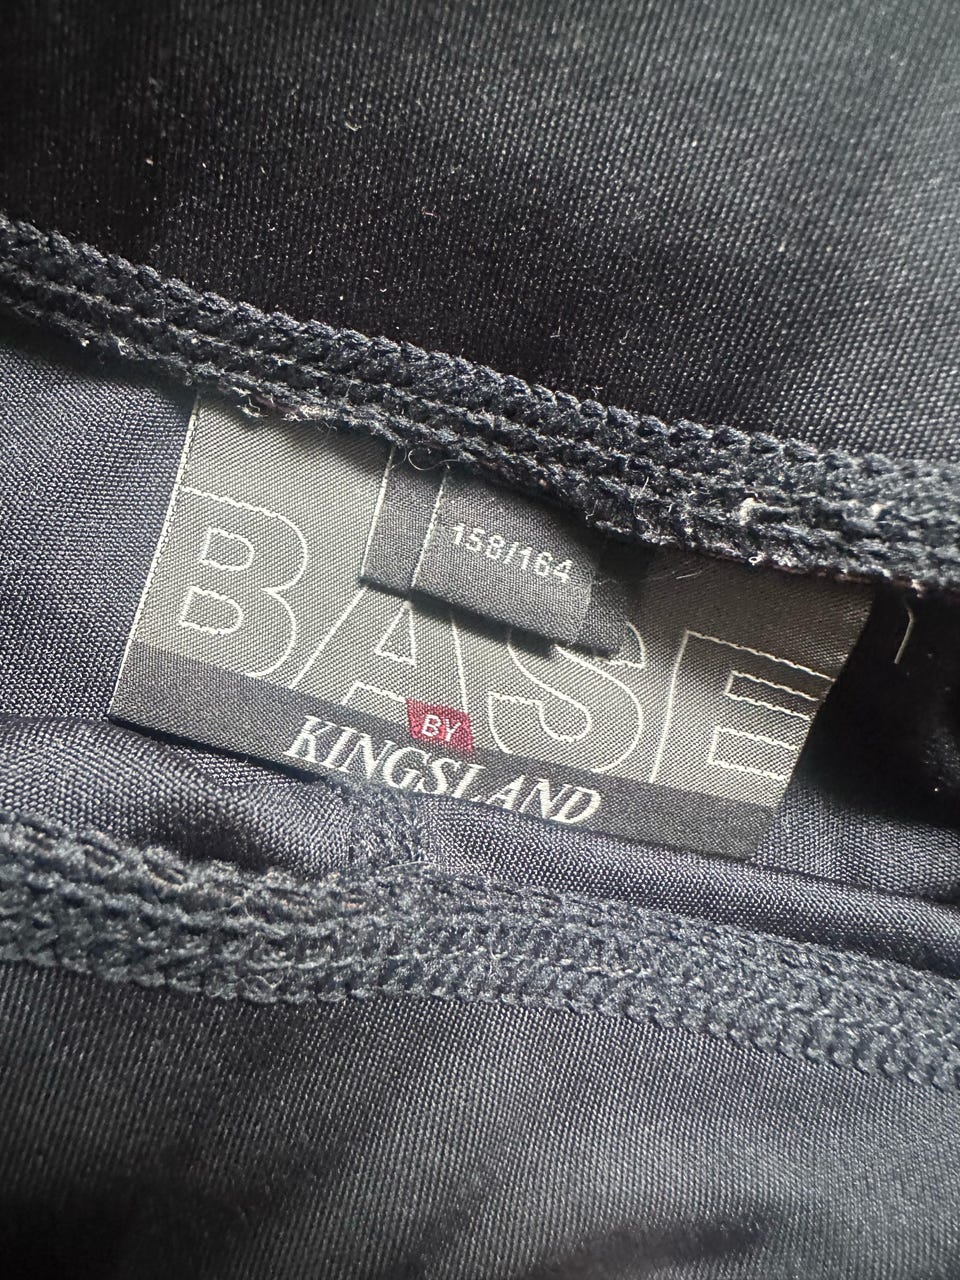 158/164
BASE
BY
KINGSLAND